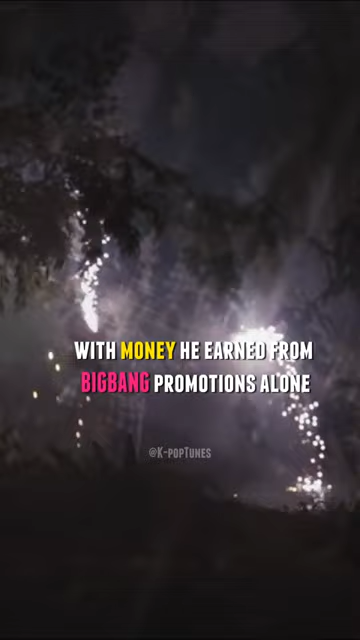 WITH MONEY HE EARNED FROM
BIGBANG PROMOTIONS ALONE
@K-POPTUNES